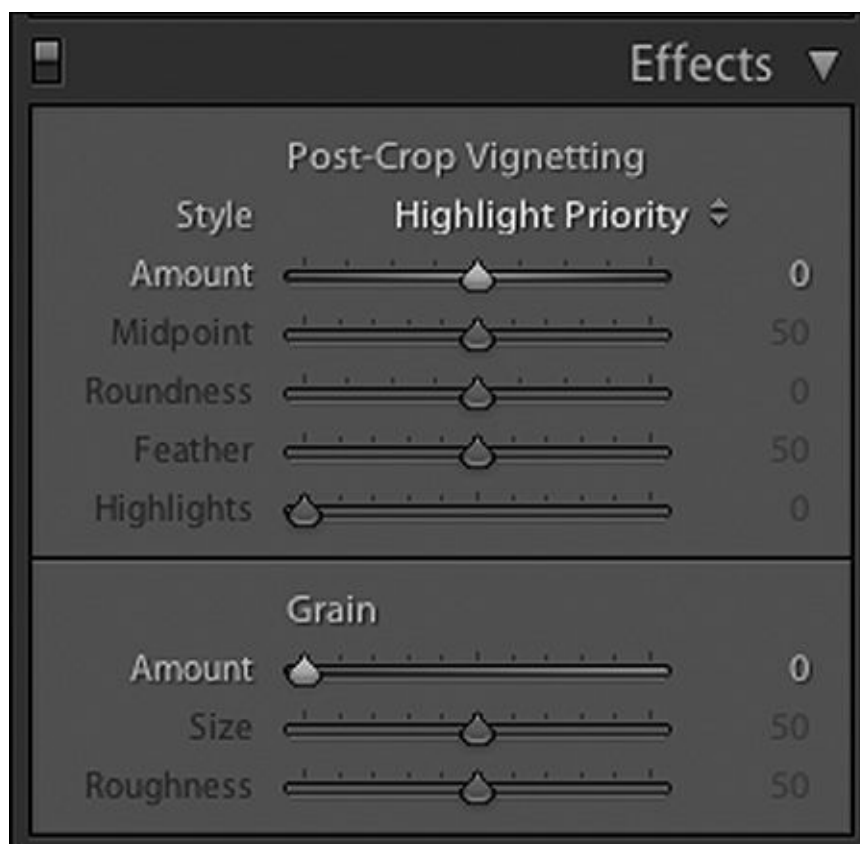 Effects
Post-Crop Vignetting
Style Highlight Priority
Amount 0
Midpoint 50
Roundness 0
Feather 50
Highlights 0
Grain
Amount 0
Size 50
Roughness 50